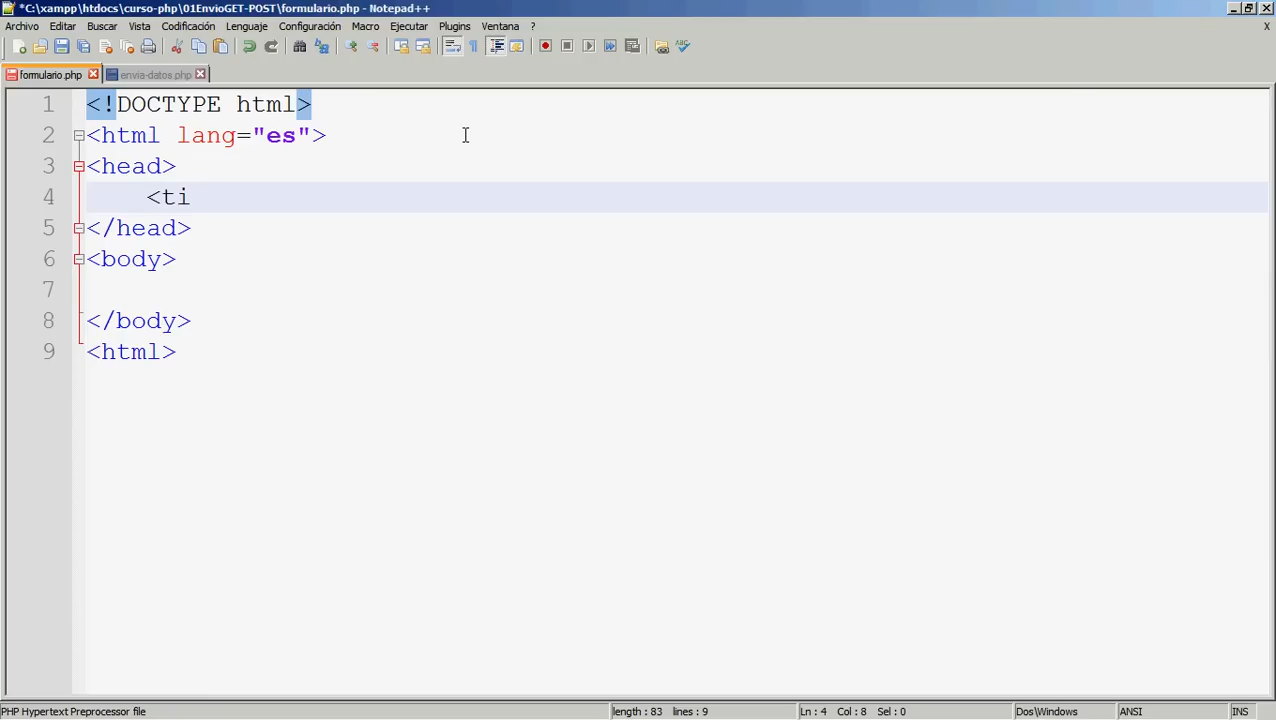 *C:\xampp\htdocs\curso-php\01EnvioGET-POST\formulario.php - Notepad++
Archivo Editar Buscar Vista Codificación Lenguaje Configuración Macro Ejecutar Plugins Ventana ? X
formulario.php envia-datos.php
1 <!DOCTYPE html>
2 <html lang="es">
3 <head>
4 <ti
5 </head>
6 <body>
7
8 </body>
9 <html>
PHP Hypertext Preprocessor file length : 83 lines : 9 Ln : 4 Col : 8 Sel : 0 Dos\Windows ANSI INS